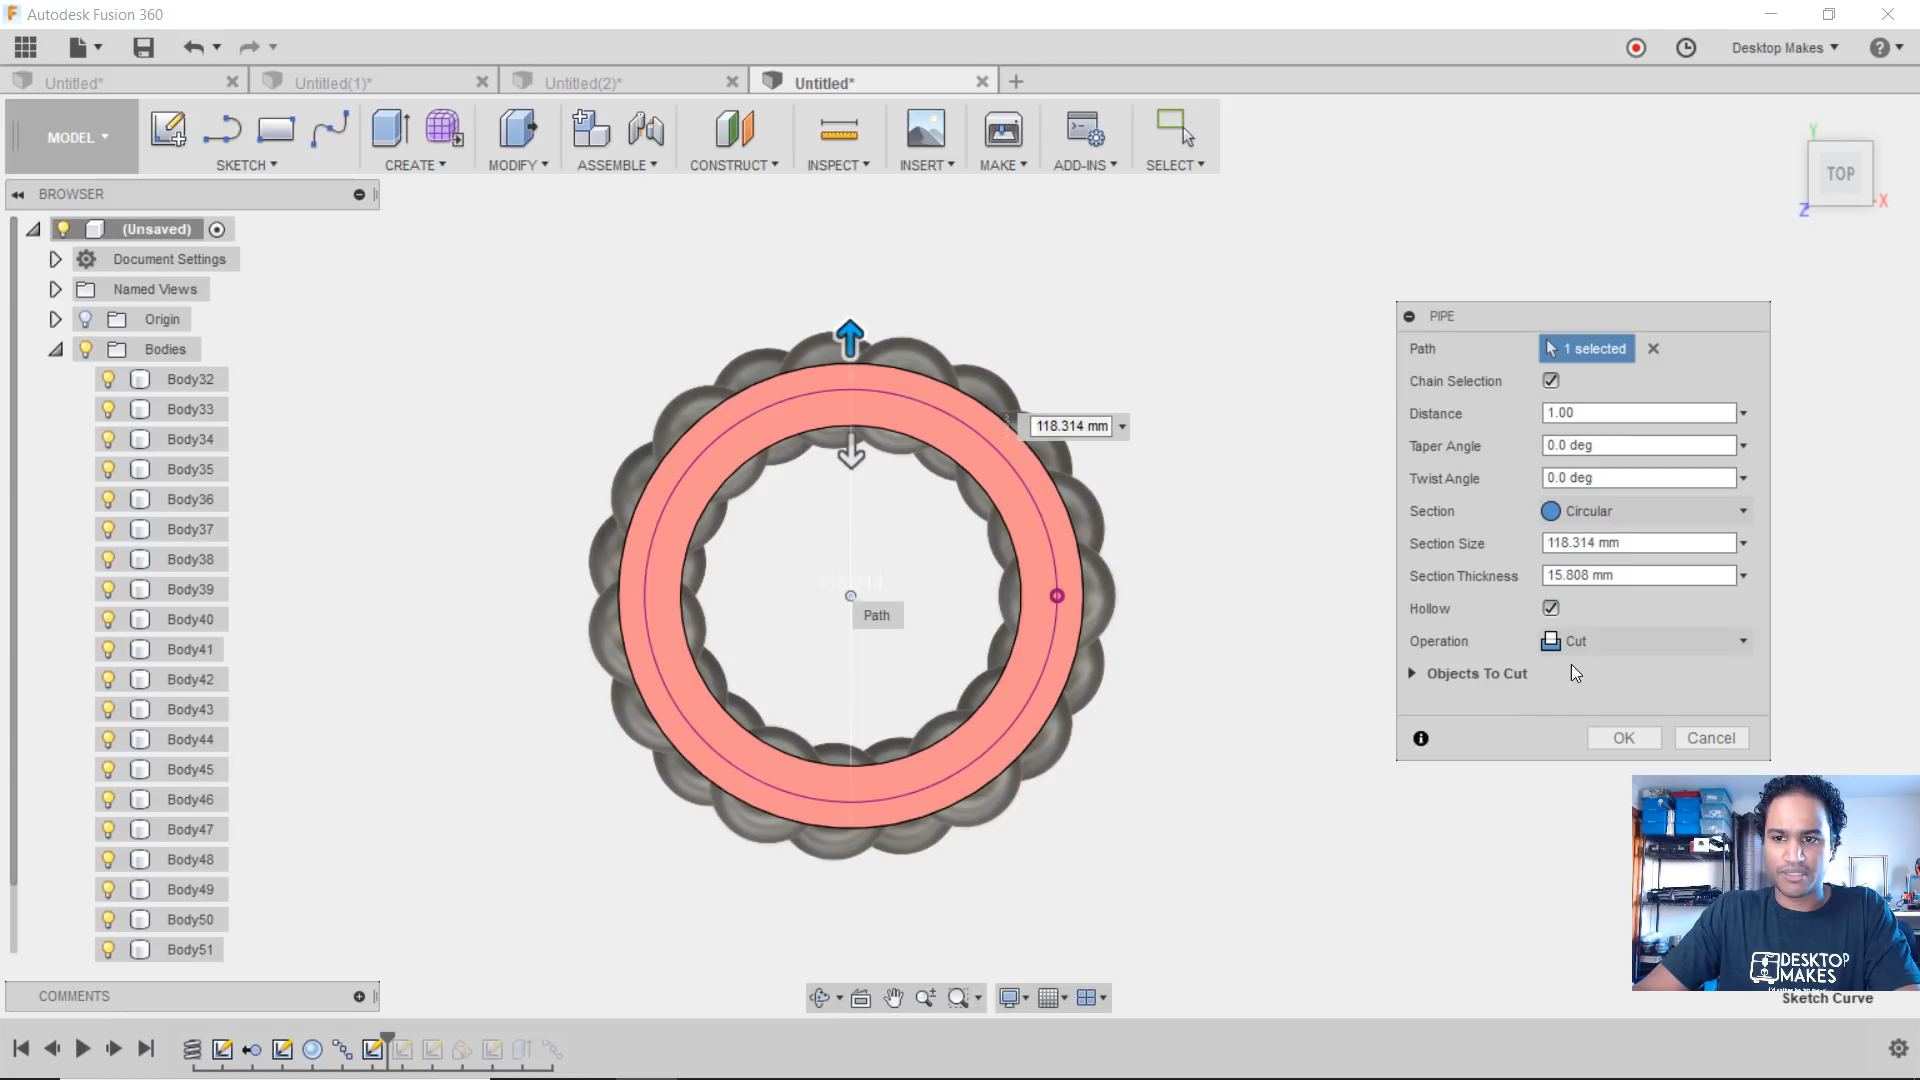 Autodesk Fusion 360
Desktop Makes
Untitled*
Untitled(1)*
Untitled(2)*
Untitled*
MODEL
SKETCH
CREATE
MODIFY
ASSEMBLE
CONSTRUCT
INSPECT
INSERT
MAKE
ADD-INS
SELECT
Y
TOP
X
Z
BROWSER
(Unsaved)
Document Settings
Named Views
Origin
Bodies
Body32
Body33
Body34
Body35
Body36
Body37
Body38
Body39
Body40
Body41
Body42
Body43
Body44
Body45
Body46
Body47
Body48
Body49
Body50
Body51
118.314 mm
Path
PIPE
Path 1 selected
Chain Selection
Distance 1.00
Taper Angle 0.0 deg
Twist Angle 0.0 deg
Section Circular
Section Size 118.314 mm
Section Thickness 15.808 mm
Hollow
Operation Cut
Objects To Cut
OK Cancel
DESKTOP
MAKES
Sketch Curve
COMMENTS